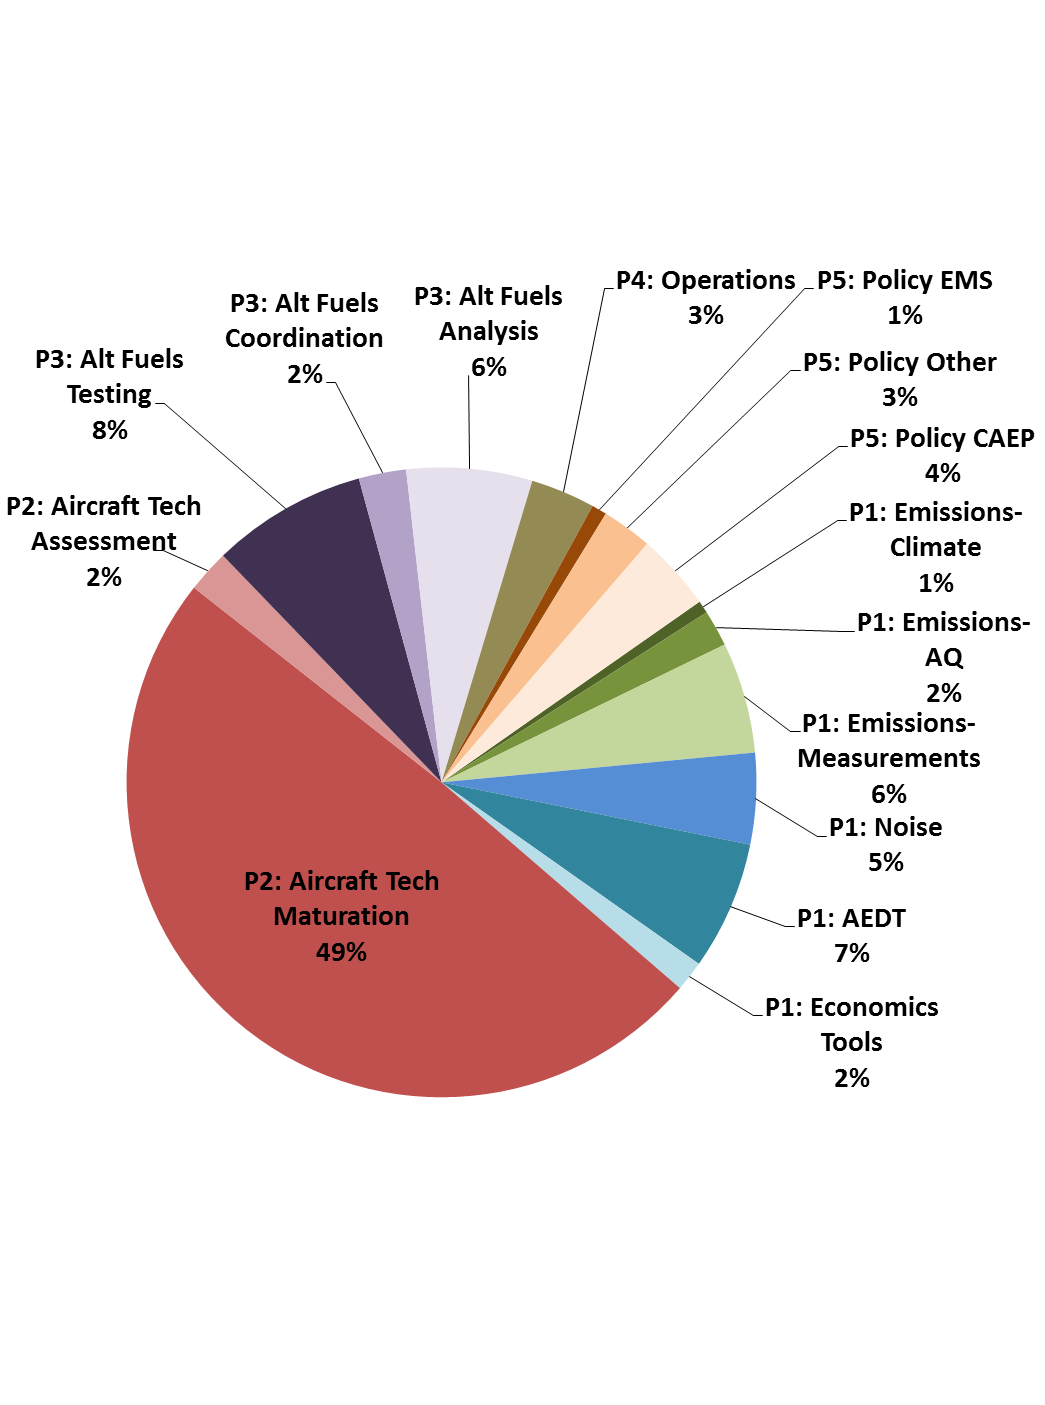 P3: Alt Fuels
Analysis
6%
P4: Operations
3%
P5: Policy EMS
1%
P5: Policy Other
3%
P5: Policy CAEP
4%
P1: Emissions-
Climate
1%
P1: Emissions-
AQ
2%
P1: Emissions-
Measurements
6%
P1: Noise
5%
P1: AEDT
7%
P1: Economics
Tools
2%
P2: Aircraft Tech
Maturation
49%
P2: Aircraft Tech
Assessment
2%
P3: Alt Fuels
Testing
8%
P3: Alt Fuels
Coordination
2%